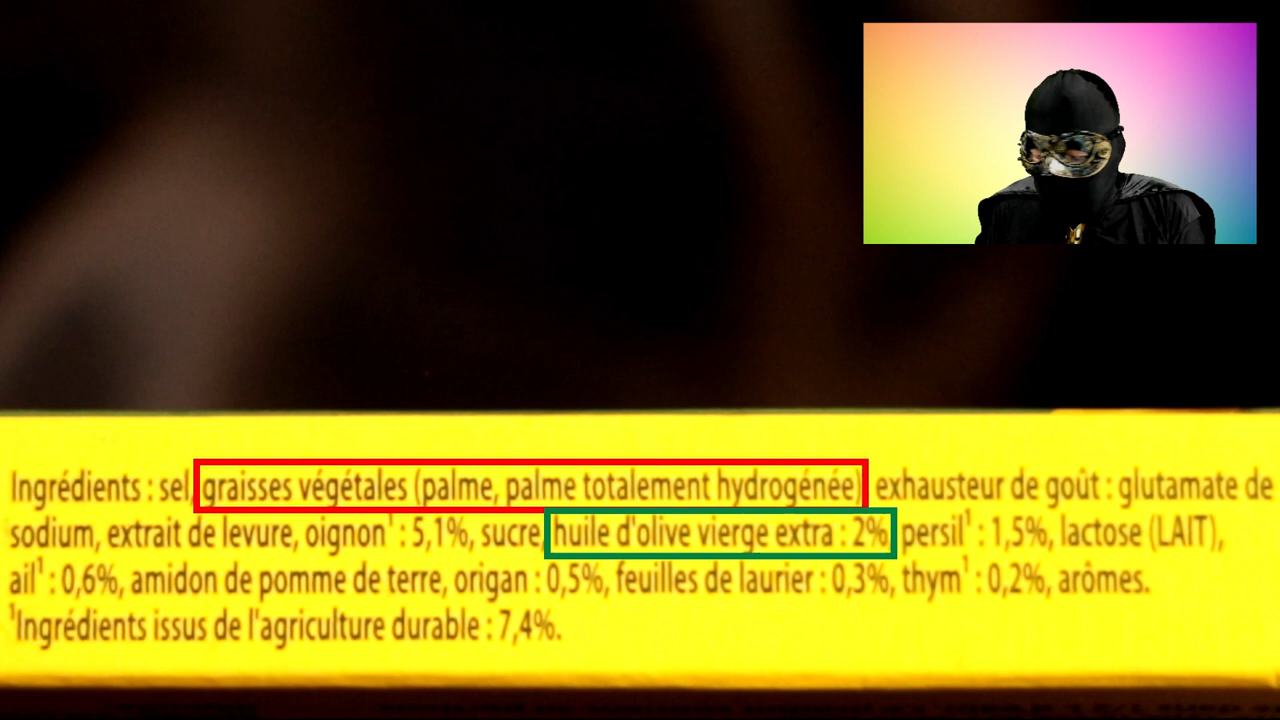 Ingrédients : sel, graisses végétales (palme, palme totalement hydrogénée) exhausteur de goût : glutamate de
sodium, extrait de levure, oignon¹ : 5,1%, sucre, huile d'olive vierge extra : 2% persil¹ : 1,5%, lactose (LAIT),
ail¹ : 0,6%, amidon de pomme de terre, origan : 0,5%, feuilles de laurier : 0,3%, thym¹ : 0,2%, arômes.
¹Ingrédients issus de l'agriculture durable : 7,4%.